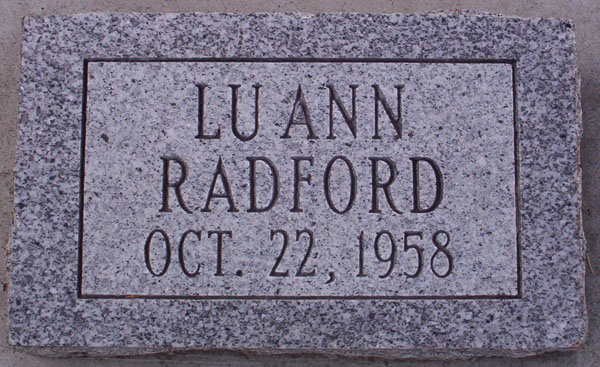 LU ANN
RADFORD
OCT. 22, 1958